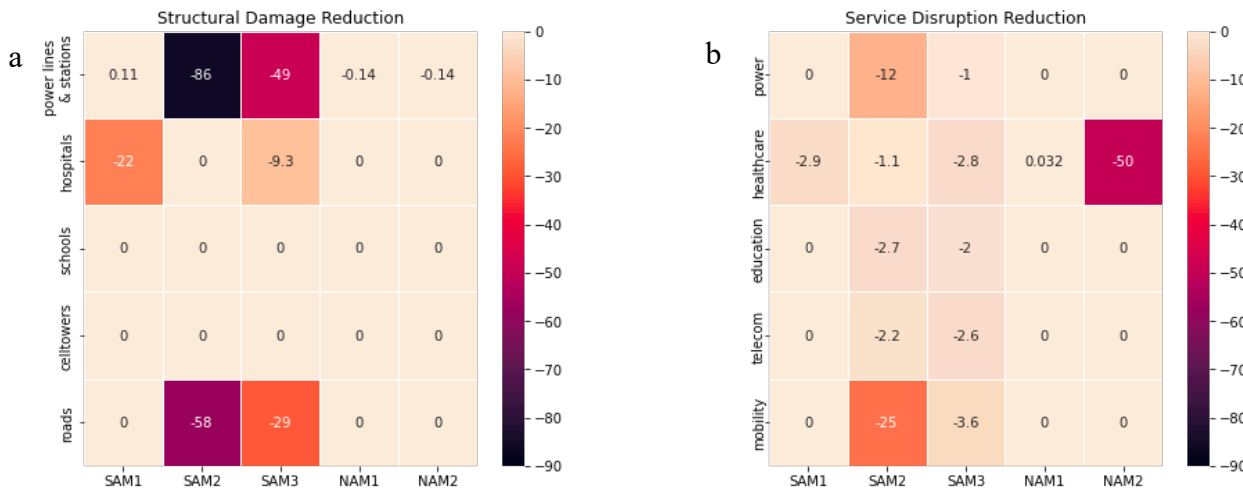 a
Structural Damage Reduction
power lines
& stations
hospitals
schools
celltowers
roads
0.11 -86 -49 -0.14 -0.14
-22 0 -9.3 0 0
0 0 0 0 0
0 0 0 0 0
0 -58 -29 0 0
SAM1 SAM2 SAM3 NAM1 NAM2
0
−10
−20
−30
−40
−50
−60
−70
−80
−90
b
Service Disruption Reduction
power
healthcare
education
telecom
mobility
0 -12 -1 0 0
-2.9 -1.1 -2.8 0.032 -50
0 -2.7 -2 0 0
0 -2.2 -2.6 0 0
0 -25 -3.6 0 0
SAM1 SAM2 SAM3 NAM1 NAM2
0
−10
−20
−30
−40
−50
−60
−70
−80
−90